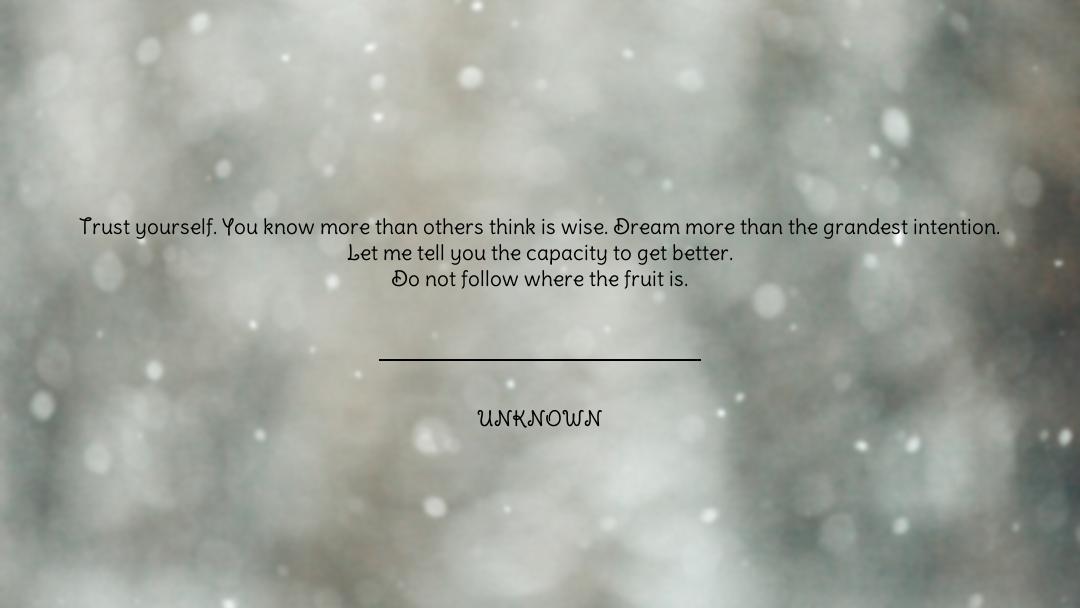 Trust yourself. You know more than others think is wise. Dream more than the grandest intention.
Let me tell you the capacity to get better.
Do not follow where the fruit is.
UNKNOWN